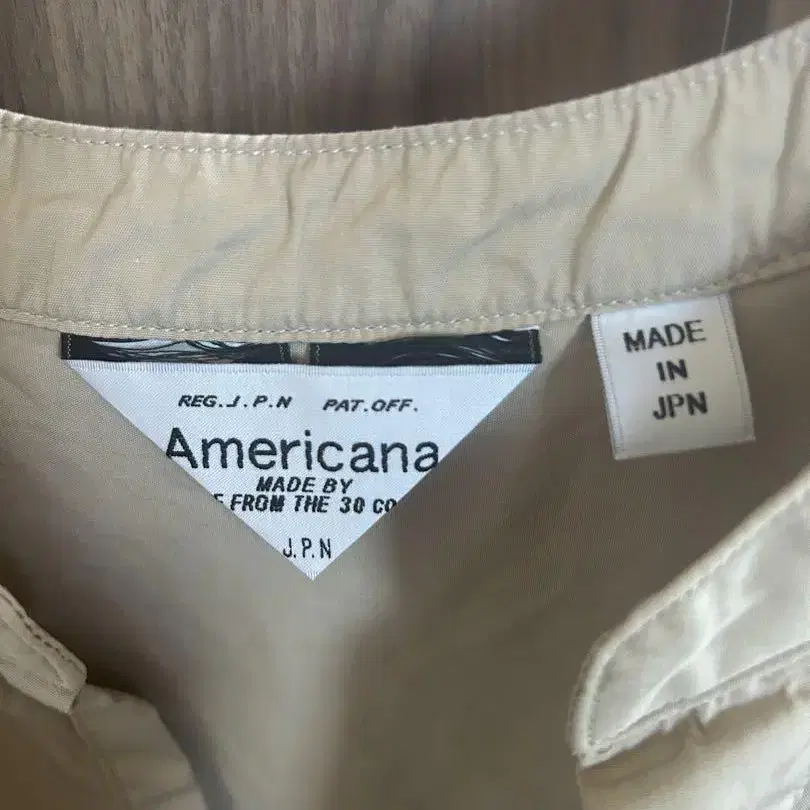 REG.J.P.N PAT.OFF.
Americana
MADE BY
FROM THE 30 CO
J.P.N
MADE
IN
JPN